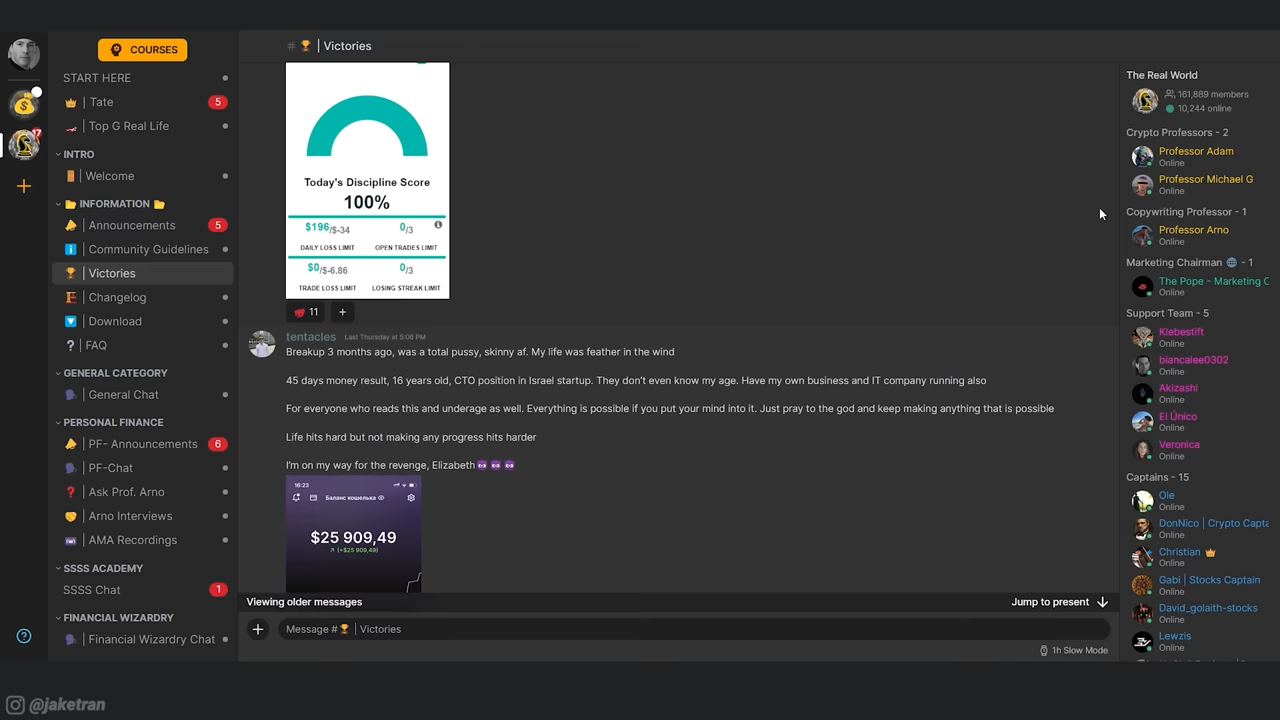 COURSES
START HERE
| Tate
5
| Top G Real Life
INTRO
| Welcome
INFORMATION
| Announcements
5
| Community Guidelines
| Victories
| Changelog
| Download
| FAQ
GENERAL CATEGORY
| General Chat
PERSONAL FINANCE
| PF- Announcements
6
| PF-Chat
| Ask Prof. Arno
| Arno Interviews
| AMA Recordings
SSSS ACADEMY
SSSS Chat
1
FINANCIAL WIZARDRY
| Financial Wizardry Chat
17
# 🏆 | Victories
Today's Discipline Score
100%
$196/$-34
0/3
DAILY LOSS LIMIT
OPEN TRADES LIMIT
$0/$-6.86
0/3
TRADE LOSS LIMIT
LOSING STREAK LIMIT
11
+
tentacles Last Thursday at 5:06 PM
Breakup 3 months ago, was a total pussy, skinny af. My life was feather in the wind
45 days money result, 16 years old, CTO position in Israel startup. They don't even know my age. Have my own business and IT company running also
For everyone who reads this and underage as well. Everything is possible if you put your mind into it. Just pray to the god and keep making anything that is possible
Life hits hard but not making any progress hits harder
I'm on my way for the revenge, Elizabeth
16:23
Баланс кошелька
$25 909,49
(+$25 909,49)
Viewing older messages
Jump to present
Message # 🏆 | Victories
1h Slow Mode
The Real World
161,889 members
10,244 online
Crypto Professors - 2
Professor Adam
Online
Professor Michael G
Online
Copywriting Professor - 1
Professor Arno
Online
Marketing Chairman 🌐 - 1
The Pope - Marketing C
Online
Support Team - 5
Klebestift
Online
biancalee0302
Online
Akizashi
Online
El Único
Online
Veronica
Online
Captains - 15
Ole
Online
DonNico | Crypto Capta
Online
Christian
Online
Gabi | Stocks Captain
Online
David_golaith-stocks
Online
Lewzis
Online
@jaketran